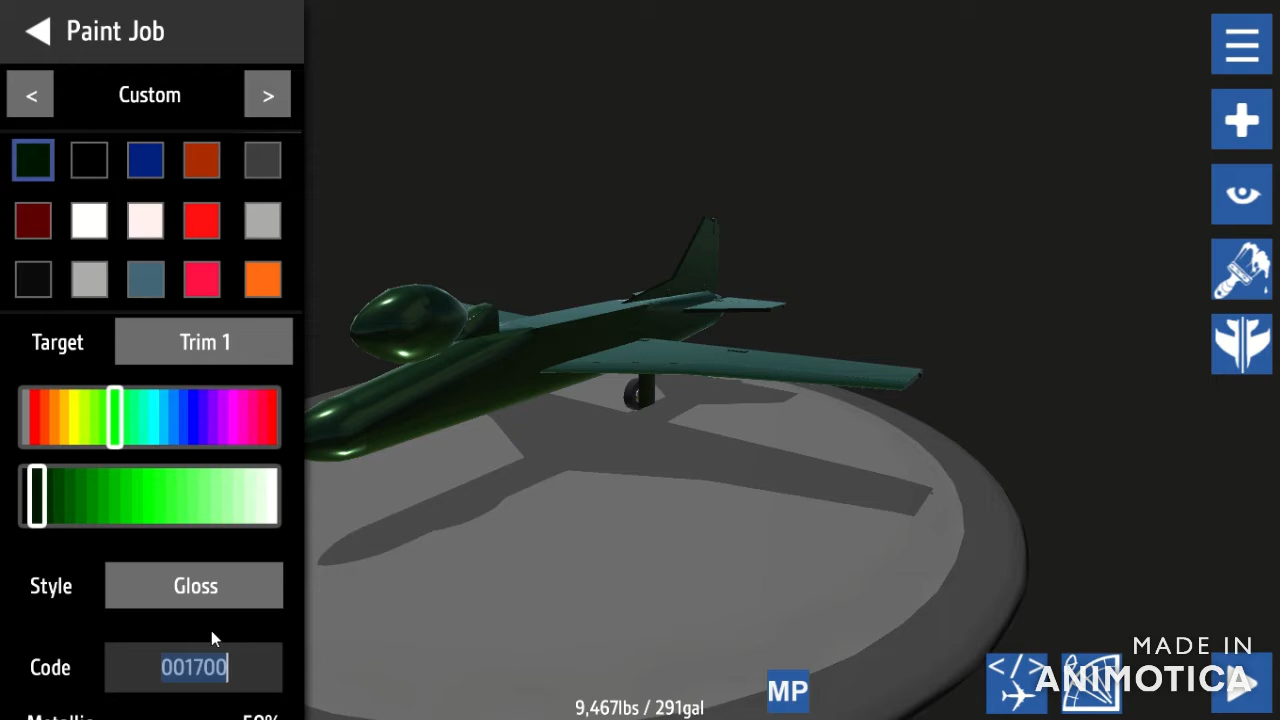 Paint Job
< Custom >
Target Trim 1
Style Gloss
Code 001700
Metallic 50%
9,467lbs / 291gal
MP
</>
MADE IN
ANIMOTICA